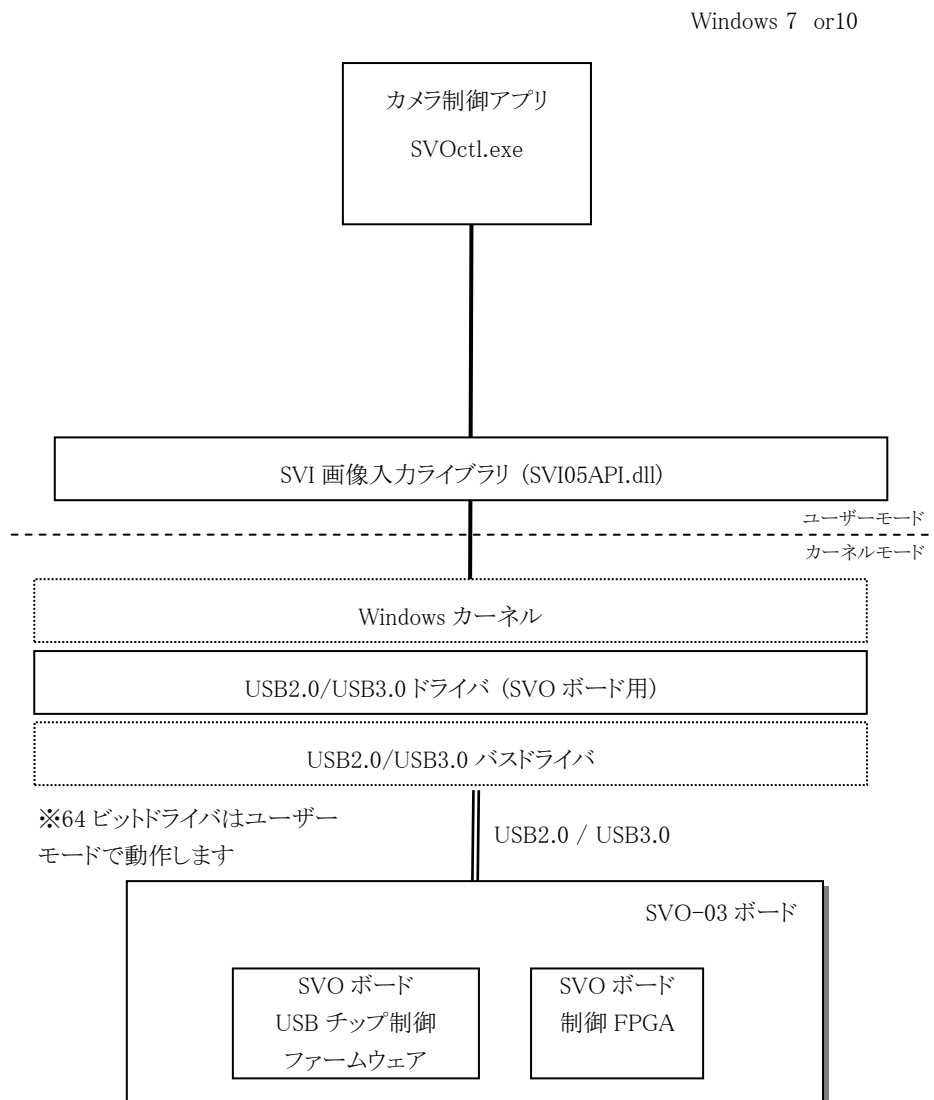 Windows 7 or10
カメラ制御アプリ
SVOctl.exe
SVI 画像入力ライブラリ (SVI05API.dll)
ユーザーモード
カーネルモード
Windows カーネル
USB2.0/USB3.0 ドライバ (SVO ボード用)
USB2.0/USB3.0 バスドライバ
※64 ビットドライバはユーザー
モードで動作します
USB2.0 / USB3.0
SVO-03 ボード
SVO ボード
USB チップ制御
ファームウェア
SVO ボード
制御 FPGA